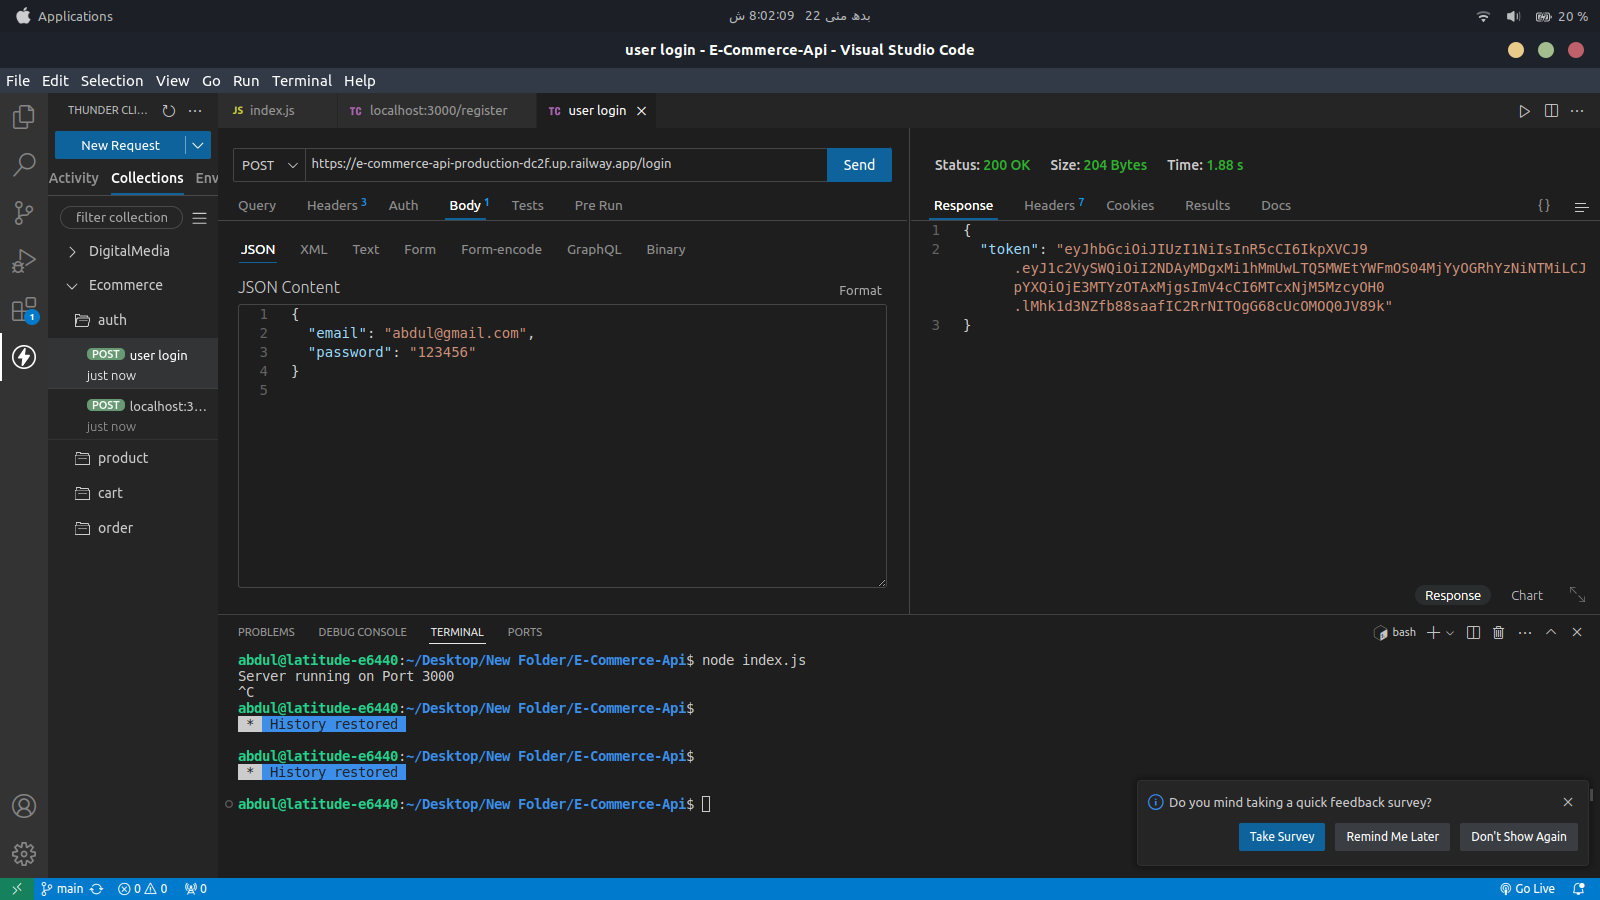 Applications
بدھ مئی 22 8:02:09 ش
20 %
user login - E-Commerce-Api - Visual Studio Code
File Edit Selection View Go Run Terminal Help
THUNDER CLI...
New Request
Activity Collections Env
filter collection
DigitalMedia
Ecommerce
auth
POST user login
just now
POST localhost:3...
just now
product
cart
order
1
JS index.js
TC localhost:3000/register
TC user login
POST
https://e-commerce-api-production-dc2f.up.railway.app/login
Send
Query Headers 3 Auth Body 1 Tests Pre Run
JSON XML Text Form Form-encode GraphQL Binary
JSON Content
Format
1 {
2 "email": "abdul@gmail.com",
3 "password": "123456"
4 }
5
Status: 200 OK Size: 204 Bytes Time: 1.88 s
Response Headers 7 Cookies Results Docs
{}
1 {
2 "token": "eyJhbGciOiJIUzI1NiIsInR5cCI6IkpXVCJ9
.eyJ1c2VySWQiOiI2NDAyMDgxMi1hMmUwLTQ5MWEtYWFmOS04MjYyOGRhYzNiNTMiLCJ
pYXQiOjE3MTYzOTAxMjgsImV4cCI6MTcxNjM5MzcyOH0
.lMhk1d3NZfb88saafIC2RrNITOgG68cUcOMOQ0JV89k"
3 }
Response Chart
PROBLEMS DEBUG CONSOLE TERMINAL PORTS
bash
abdul@latitude-e6440:~/Desktop/New Folder/E-Commerce-Api$ node index.js
Server running on Port 3000
^C
abdul@latitude-e6440:~/Desktop/New Folder/E-Commerce-Api$
* History restored
abdul@latitude-e6440:~/Desktop/New Folder/E-Commerce-Api$
* History restored
abdul@latitude-e6440:~/Desktop/New Folder/E-Commerce-Api$
Do you mind taking a quick feedback survey?
Take Survey
Remind Me Later
Don't Show Again
main 0 0 0
Go Live